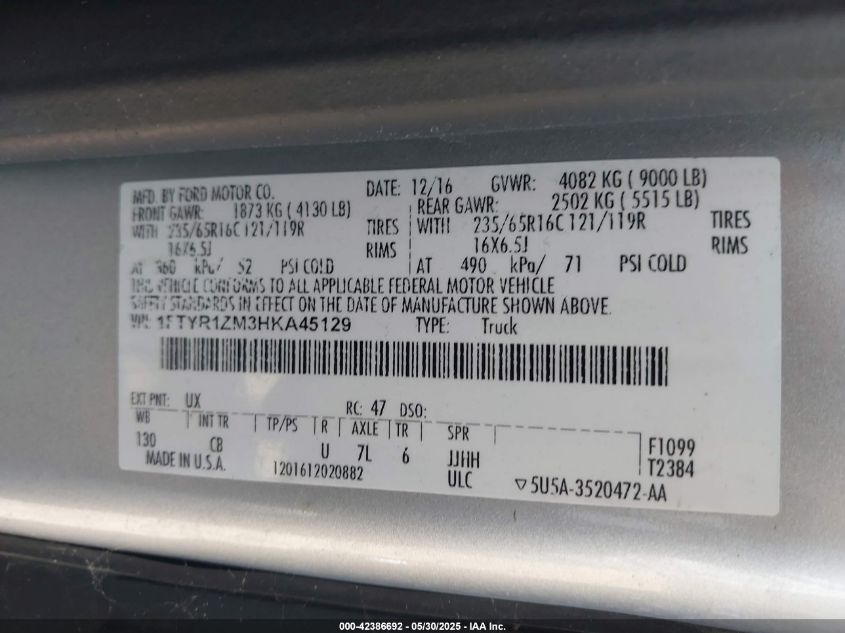 MFD. BY FORD MOTOR CO. DATE: 12/16 GVWR: 4082 KG ( 9000 LB)
FRONT GAWR: 1873 KG ( 4130 LB) REAR GAWR: 2502 KG ( 5515 LB)
WITH 235/65R16C 121/119R TIRES WITH 235/65R16C 121/119R TIRES
16X6.5J RIMS 16X6.5J RIMS
AT 360 kPa/ 52 PSI COLD AT 490 kPa/ 71 PSI COLD
THIS VEHICLE CONFORMS TO ALL APPLICABLE FEDERAL MOTOR VEHICLE
SAFETY STANDARDS IN EFFECT ON THE DATE OF MANUFACTURE SHOWN ABOVE.
VIN: 1FTYR1ZM3HKA45129 TYPE: Truck
EXT PNT: UX RC: 47 DSO:
WB INT TR TP/PS R AXLE TR SPR
130 CB U 7L 6 JJHH F1099
MADE IN U.S.A. 1201612020882 ULC T2384
▽5U5A-3520472-AA
000-42386692 — 05/30/2025 - IAA Inc.